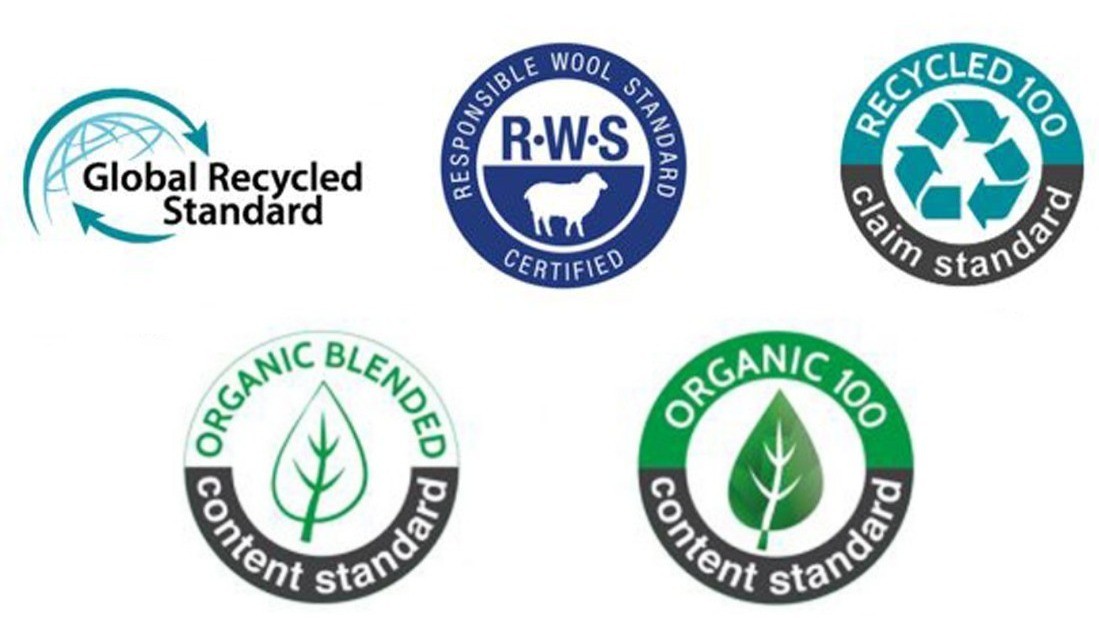 Global Recycled
Standard
RESPONSIBLE WOOL STANDARD
R·W·S
CERTIFIED
RECYCLED 100
claim standard
ORGANIC BLENDED
content standard
ORGANIC 100
content standard